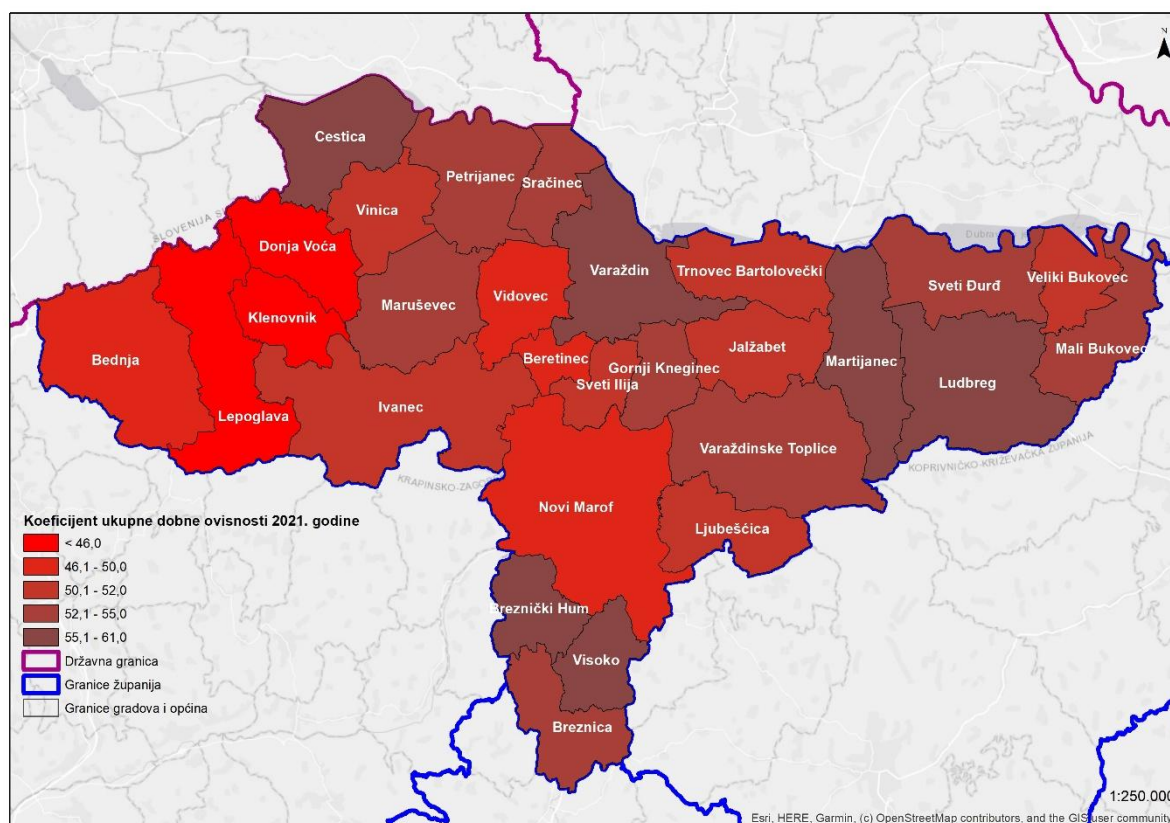 N
Cestica
Petrijanec
Sračinec
Vinica
Donja Voća
SLOVENIJA
Dubrava
Varaždin
Trnovec Bartolovečki
Sveti Đurđ
Veliki Bukovec
Maruševec
Vidovec
Klenovnik
Bednja
Beretinec
Sveti Ilija
Gornji Kneginec
Jalžabet
Martijanec
Mali Bukovec
Ludbreg
Lepoglava
Ivanec
Varaždinske Toplice
KOPRIVNIČKO-KRIŽEVAČKA ŽUPANIJA
KRAPINSKO-ZAGO
Novi Marof
Ljubešćica
Breznički Hum
Visoko
Breznica
Koeficijent ukupne dobne ovisnosti 2021. godine
< 46,0
46,1 - 50,0
50,1 - 52,0
52,1 - 55,0
55,1 - 61,0
Državna granica
Granice županija
Granice gradova i općina
1:250.000
Esri, HERE, Garmin, (c) OpenStreetMap contributors, and the GIS user community